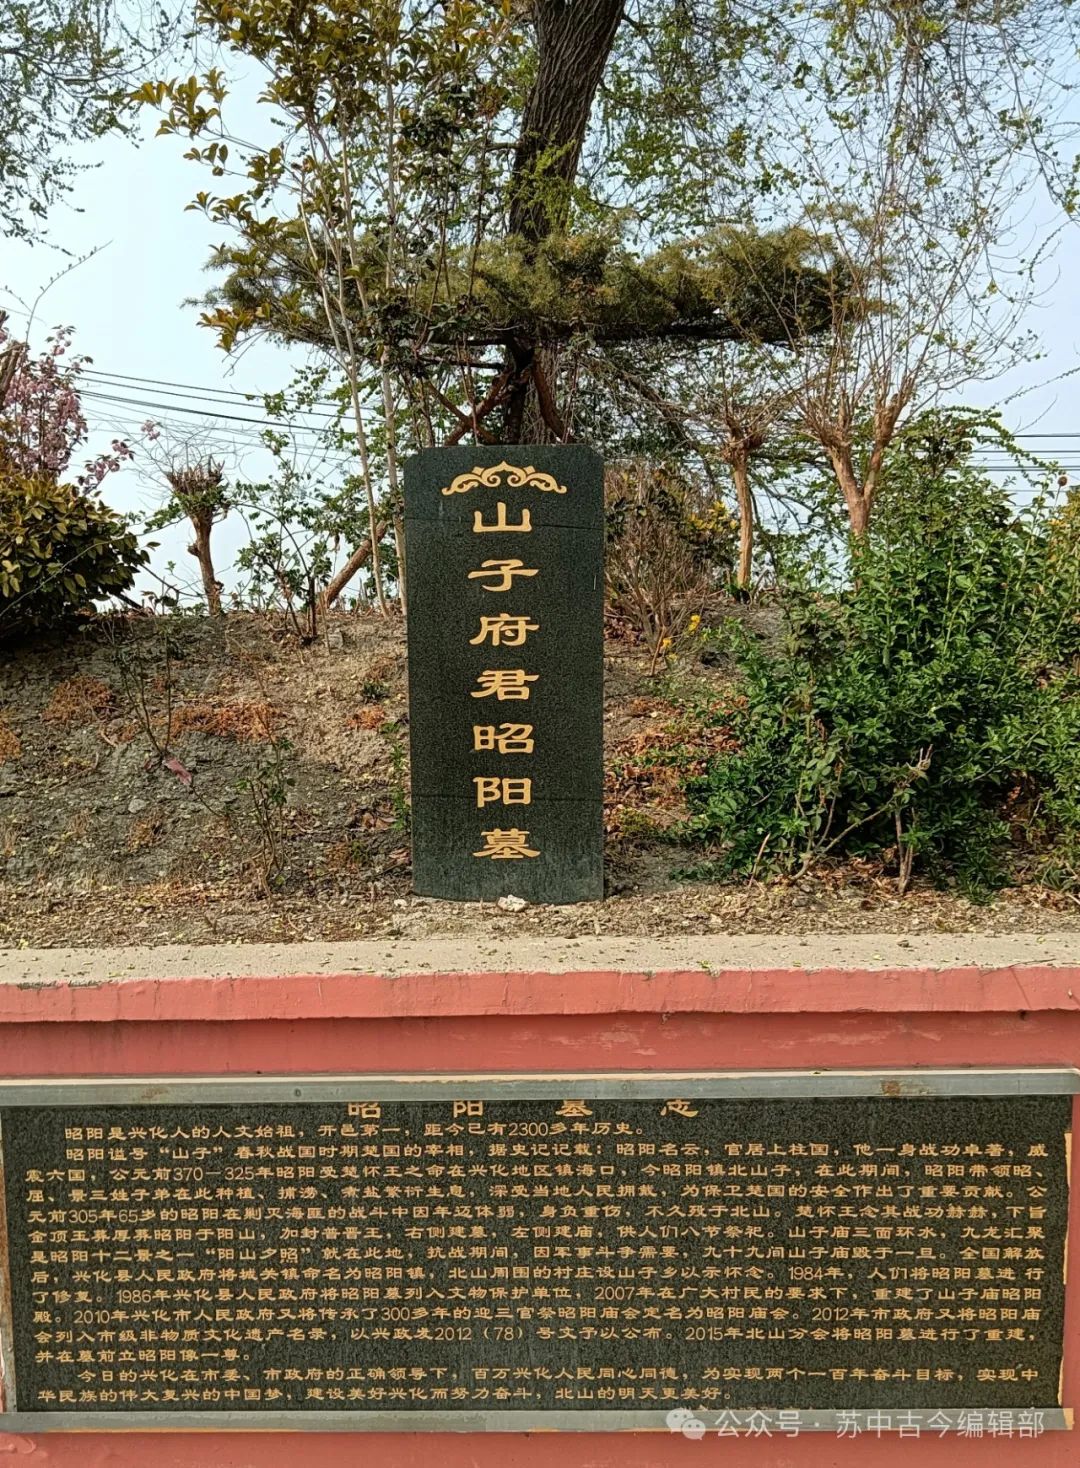 山子府君昭阳墓
昭阳墓志
昭阳是兴化人的人文始祖，开邑第一，距今已有2300多年历史。
昭阳谥号“山子”春秋战国时期楚国的宰相，据史记记载：昭阳名云，官居上柱国，他一身战功卓著，威
震六国，公元前370—325年昭阳受楚怀王之命在兴化地区镇海口，今昭阳镇北山子，在此期间，昭阳带领昭、
屈、景三姓子弟在此种植、捕涝、煮盐繁衍生息，深受当地人民拥戴，为保卫楚国的安全作出了重要贡献。公
元前305年65岁的昭阳在剿灭海匪的战斗中因年迈体弱，身负重伤，不久殁于北山。楚怀王念其战功赫赫，下旨
金顶玉葬厚葬昭阳于阳山，加封普晋王，右侧建墓，左侧建庙，供人们八节祭祀。山子庙三面环水，九龙汇聚
是昭阳十二景之一“阳山夕照”就在此地，抗战期间，因军事斗争需要，九十九间山子庙毁于一旦。全国解放
后，兴化县人民政府将城关镇命名为昭阳镇，北山周围的村庄设山子乡以示怀念。1984年，人们将昭阳墓进行
了修复。1986年兴化县人民政府将昭阳墓列入文物保护单位，2007年在广大村民的要求下，重建了山子庙昭阳
殿。2010年兴化市人民政府又将传承了300多年的迎三官祭昭阳庙会定名为昭阳庙会。2012年市政府又将昭阳庙
会列入市级非物质文化遗产名录，以兴政发2012（78）号文予以公布。2015年北山分会将昭阳墓进行了重建，
并在墓前立昭阳像一尊。
今日的兴化在市委、市政府的正确领导下，百万兴化人民同心同德，为实现两个一百年奋斗目标，实现中
华民族的伟大复兴的中国梦，建设美好兴化而努力奋斗，北山的明天更美好。
公众号·苏中古今编辑部